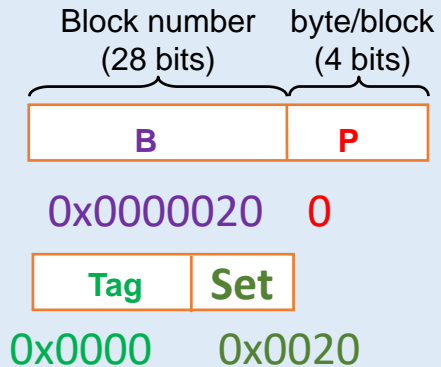 Block number byte/block
(28 bits) (4 bits)
B P
0x0000020 0
Tag Set
0x0000 0x0020